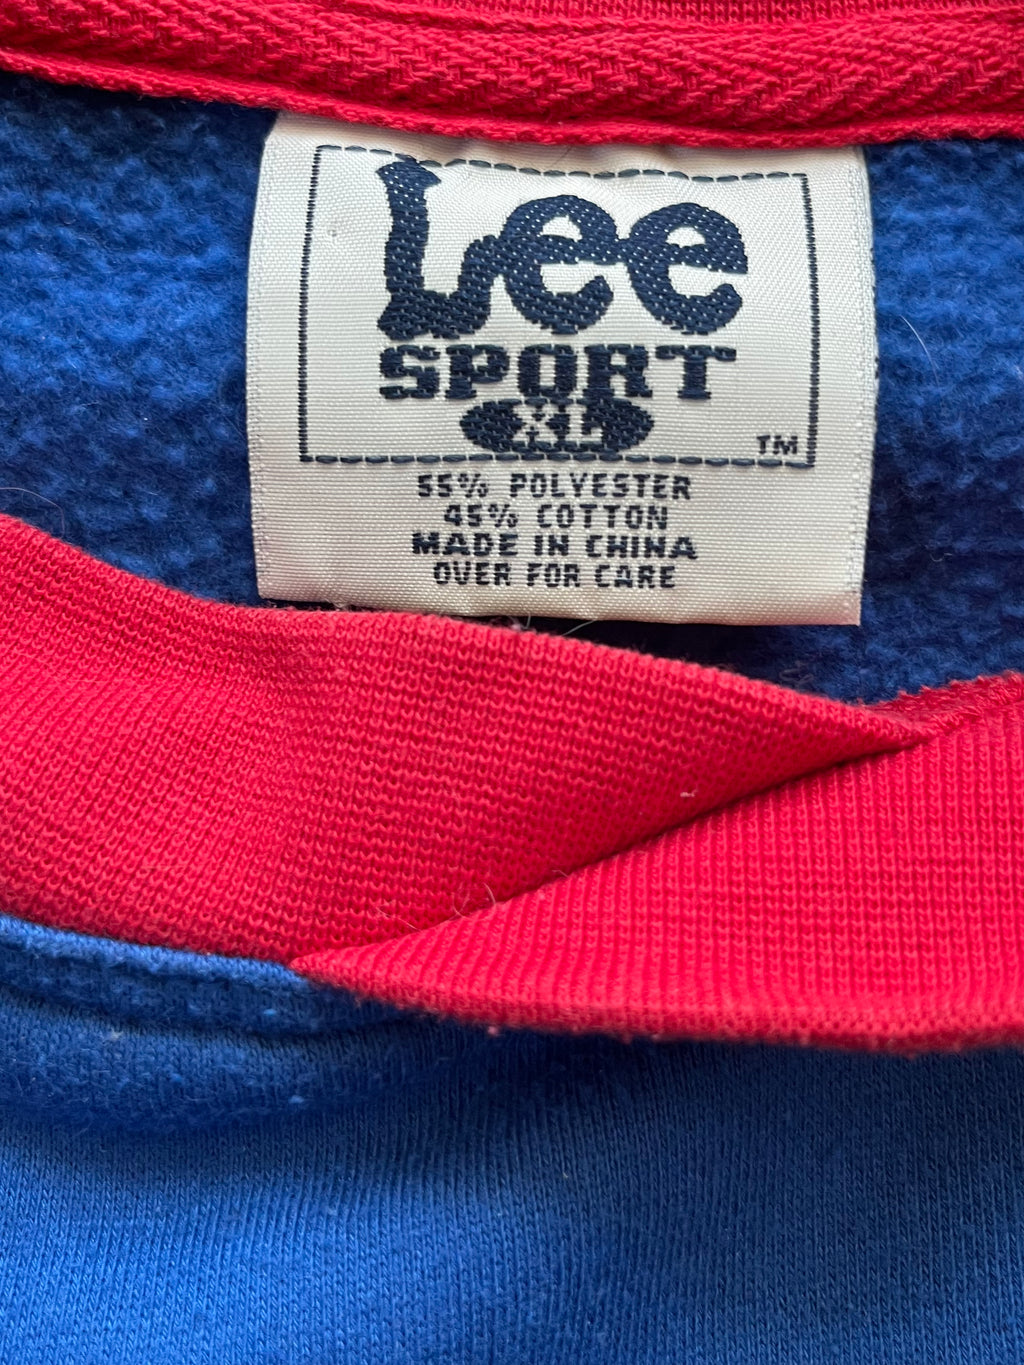 Lee
SPORT
XL
TM
55% POLYESTER
45% COTTON
MADE IN CHINA
OVER FOR CARE